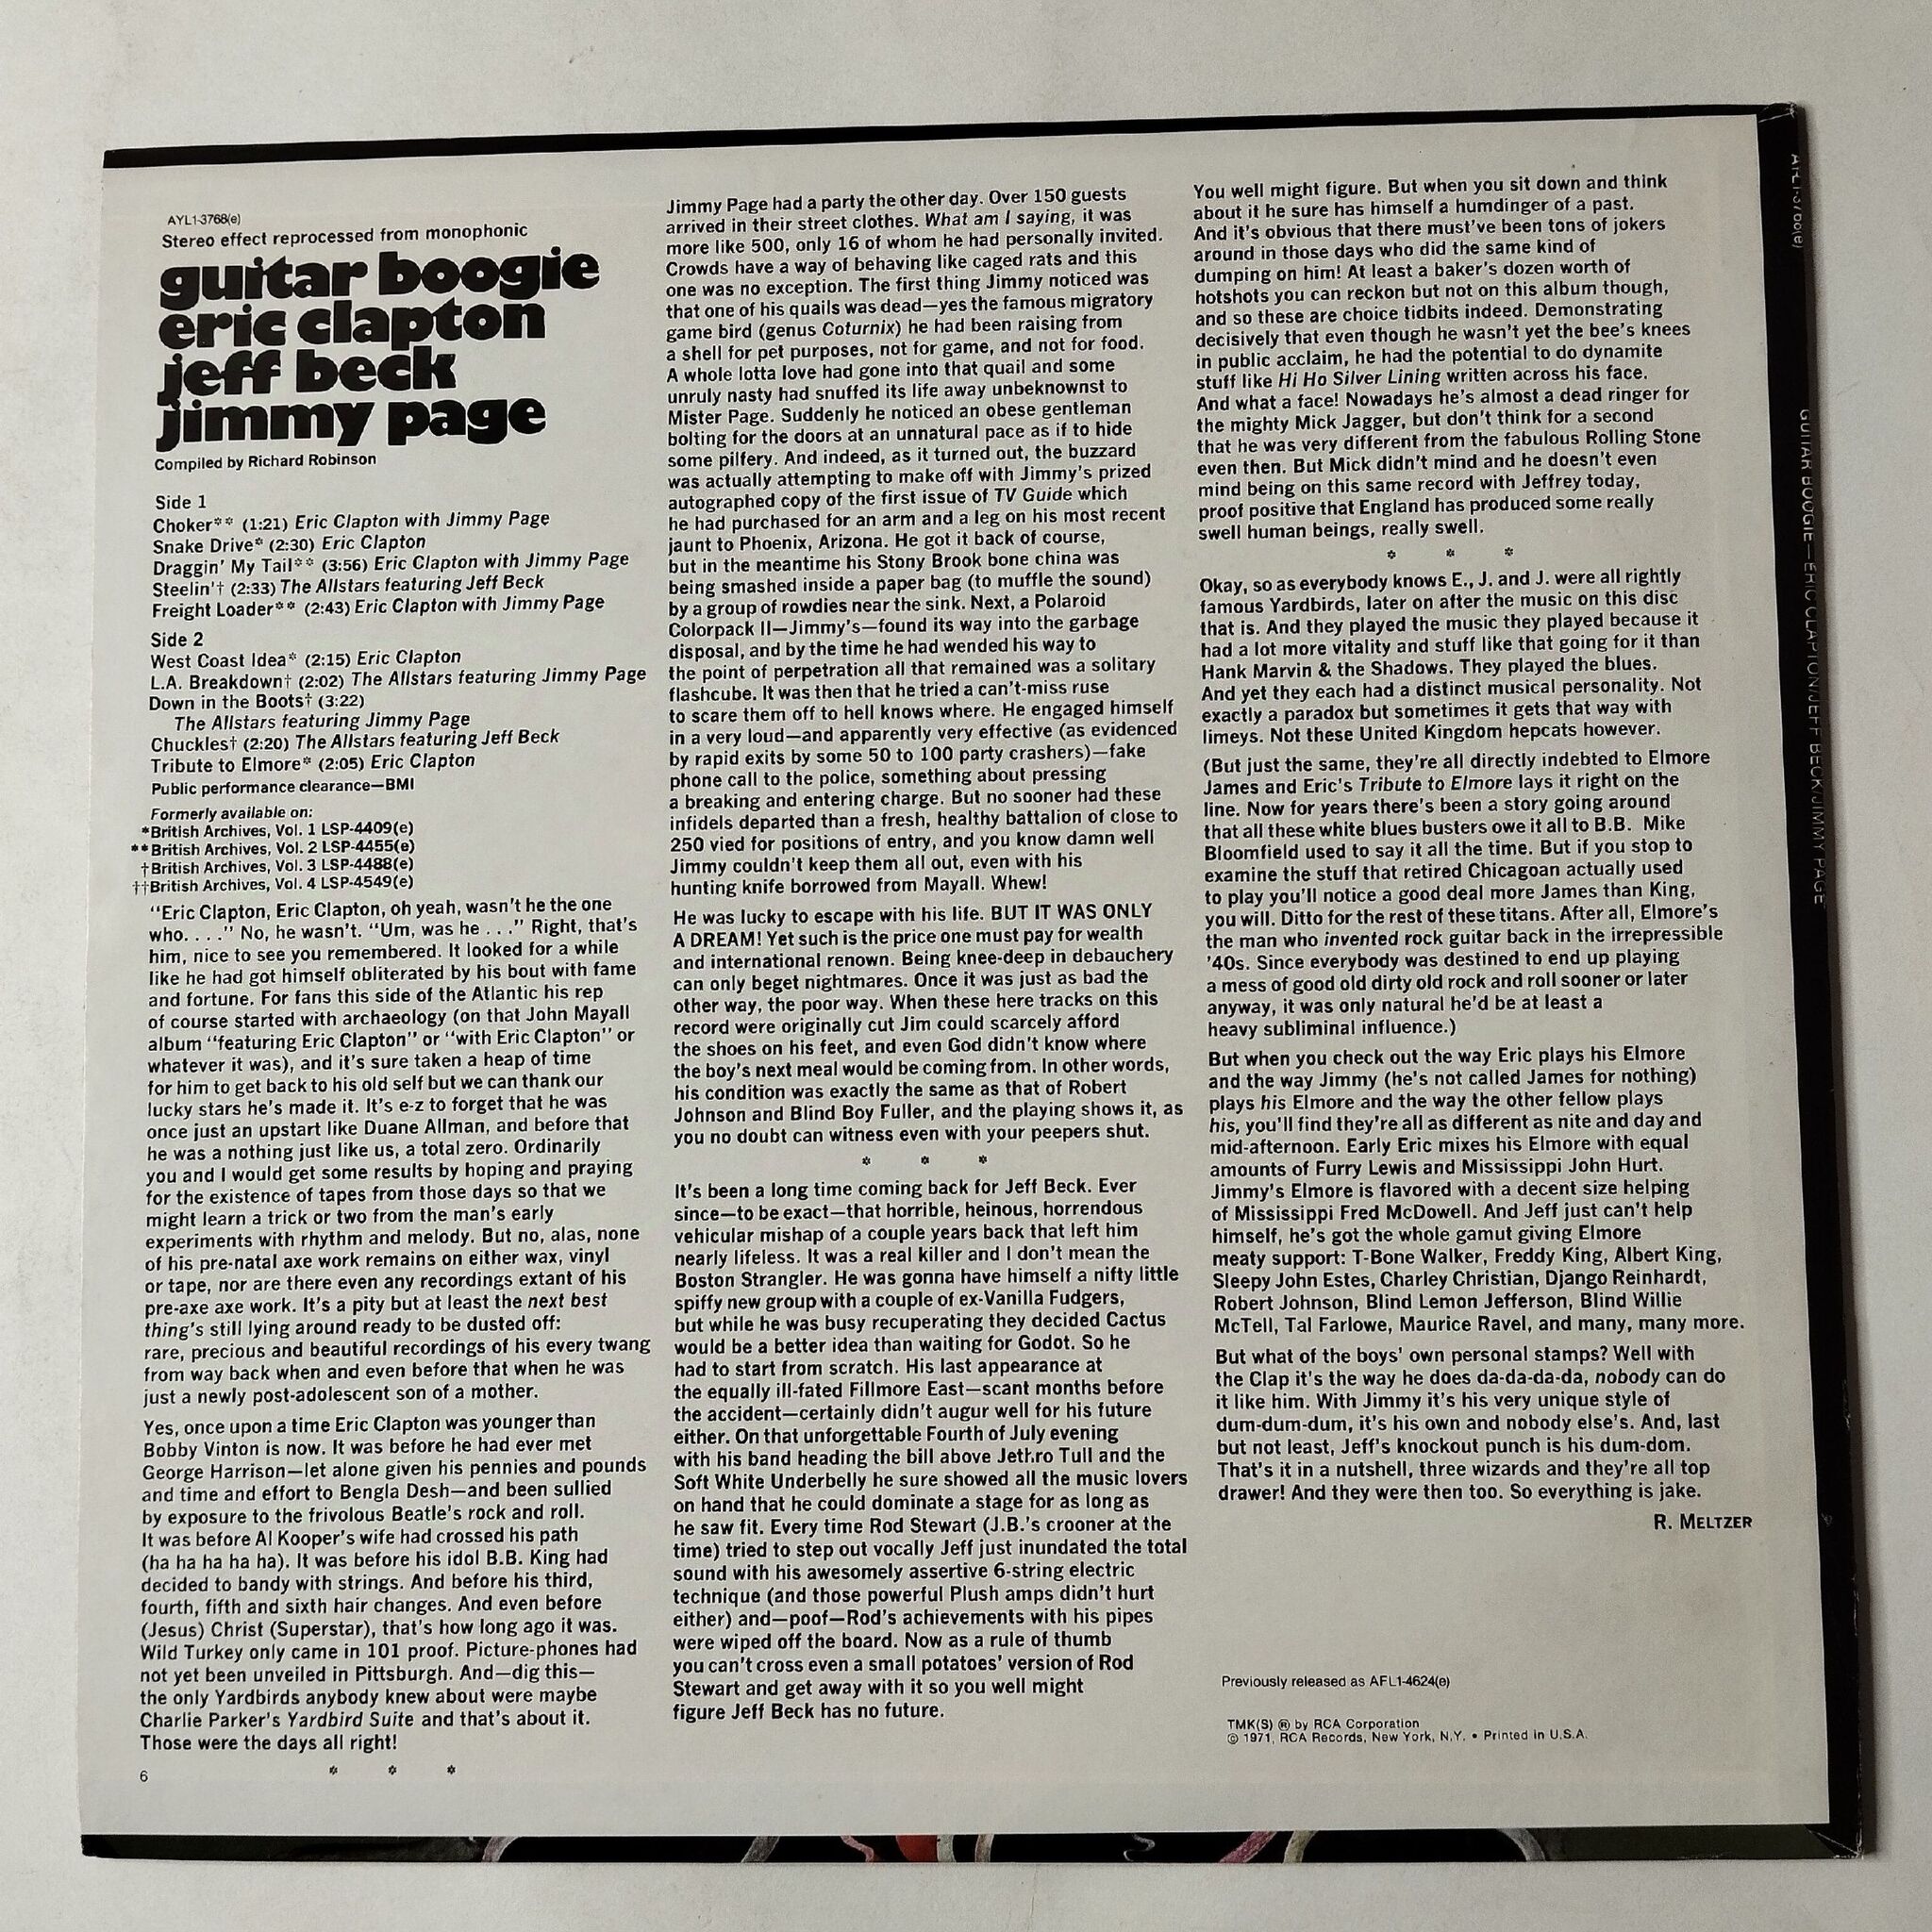 AYL1-3768(e)
Stereo effect reprocessed from monophonic
guitar boogie
eric clapton
jeff beck
jimmy page
Compiled by Richard Robinson
Side 1
Choker** (1:21) Eric Clapton with Jimmy Page
Snake Drive* (2:30) Eric Clapton
Draggin' My Tail** (3:56) Eric Clapton with Jimmy Page
Steelin'† (2:33) The Allstars featuring Jeff Beck
Freight Loader** (2:43) Eric Clapton with Jimmy Page
Side 2
West Coast Idea* (2:15) Eric Clapton
L.A. Breakdown† (2:02) The Allstars featuring Jimmy Page
Down in the Boots† (3:22)
The Allstars featuring Jimmy Page
Chuckles† (2:20) The Allstars featuring Jeff Beck
Tribute to Elmore* (2:05) Eric Clapton
Public performance clearance—BMI
Formerly available on:
*British Archives, Vol. 1 LSP-4409(e)
**British Archives, Vol. 2 LSP-4455(e)
†British Archives, Vol. 3 LSP-4488(e)
††British Archives, Vol. 4 LSP-4549(e)
"Eric Clapton, Eric Clapton, oh yeah, wasn't he the one
who. . . ." No, he wasn't. "Um, was he . . ." Right, that's
him, nice to see you remembered. It looked for a while
like he had got himself obliterated by his bout with fame
and fortune. For fans this side of the Atlantic his rep
of course started with archaeology (on that John Mayall
album "featuring Eric Clapton" or "with Eric Clapton" or
whatever it was), and it's sure taken a heap of time
for him to get back to his old self but we can thank our
lucky stars he's made it. It's e-z to forget that he was
once just an upstart like Duane Allman, and before that
he was a nothing just like us, a total zero. Ordinarily
you and I would get some results by hoping and praying
for the existence of tapes from those days so that we
might learn a trick or two from the man's early
experiments with rhythm and melody. But no, alas, none
of his pre-natal axe work remains on either wax, vinyl
or tape, nor are there even any recordings extant of his
pre-axe axe work. It's a pity but at least the next best
thing's still lying around ready to be dusted off:
rare, precious and beautiful recordings of his every twang
from way back when and even before that when he was
just a newly post-adolescent son of a mother.
Yes, once upon a time Eric Clapton was younger than
Bobby Vinton is now. It was before he had ever met
George Harrison—let alone given his pennies and pounds
and time and effort to Bengla Desh—and been sullied
by exposure to the frivolous Beatle's rock and roll.
It was before Al Kooper's wife had crossed his path
(ha ha ha ha ha). It was before his idol B.B. King had
decided to bandy with strings. And before his third,
fourth, fifth and sixth hair changes. And even before
(Jesus) Christ (Superstar), that's how long ago it was.
Wild Turkey only came in 101 proof. Picture-phones had
not yet been unveiled in Pittsburgh. And—dig this—
the only Yardbirds anybody knew about were maybe
Charlie Parker's Yardbird Suite and that's about it.
Those were the days all right!
* * *
6
Jimmy Page had a party the other day. Over 150 guests
arrived in their street clothes. What am I saying, it was
more like 500, only 16 of whom he had personally invited.
Crowds have a way of behaving like caged rats and this
one was no exception. The first thing Jimmy noticed was
that one of his quails was dead—yes the famous migratory
game bird (genus Coturnix) he had been raising from
a shell for pet purposes, not for game, and not for food.
A whole lotta love had gone into that quail and some
unruly nasty had snuffed its life away unbeknownst to
Mister Page. Suddenly he noticed an obese gentleman
bolting for the doors at an unnatural pace as if to hide
some pilfery. And indeed, as it turned out, the buzzard
was actually attempting to make off with Jimmy's prized
autographed copy of the first issue of TV Guide which
he had purchased for an arm and a leg on his most recent
jaunt to Phoenix, Arizona. He got it back of course,
but in the meantime his Stony Brook bone china was
being smashed inside a paper bag (to muffle the sound)
by a group of rowdies near the sink. Next, a Polaroid
Colorpack II—Jimmy's—found its way into the garbage
disposal, and by the time he had wended his way to
the point of perpetration all that remained was a solitary
flashcube. It was then that he tried a can't-miss ruse
to scare them off to hell knows where. He engaged himself
in a very loud—and apparently very effective (as evidenced
by rapid exits by some 50 to 100 party crashers)—fake
phone call to the police, something about pressing
a breaking and entering charge. But no sooner had these
infidels departed than a fresh, healthy battalion of close to
250 vied for positions of entry, and you know damn well
Jimmy couldn't keep them all out, even with his
hunting knife borrowed from Mayall. Whew!
He was lucky to escape with his life. BUT IT WAS ONLY
A DREAM! Yet such is the price one must pay for wealth
and international renown. Being knee-deep in debauchery
can only beget nightmares. Once it was just as bad the
other way, the poor way. When these here tracks on this
record were originally cut Jim could scarcely afford
the shoes on his feet, and even God didn't know where
the boy's next meal would be coming from. In other words,
his condition was exactly the same as that of Robert
Johnson and Blind Boy Fuller, and the playing shows it, as
you no doubt can witness even with your peepers shut.
* * *
It's been a long time coming back for Jeff Beck. Ever
since—to be exact—that horrible, heinous, horrendous
vehicular mishap of a couple years back that left him
nearly lifeless. It was a real killer and I don't mean the
Boston Strangler. He was gonna have himself a nifty little
spiffy new group with a couple of ex-Vanilla Fudgers,
but while he was busy recuperating they decided Cactus
would be a better idea than waiting for Godot. So he
had to start from scratch. His last appearance at
the equally ill-fated Fillmore East—scant months before
the accident—certainly didn't augur well for his future
either. On that unforgettable Fourth of July evening
with his band heading the bill above Jethro Tull and the
Soft White Underbelly he sure showed all the music lovers
on hand that he could dominate a stage for as long as
he saw fit. Every time Rod Stewart (J.B.'s crooner at the
time) tried to step out vocally Jeff just inundated the total
sound with his awesomely assertive 6-string electric
technique (and those powerful Plush amps didn't hurt
either) and—poof—Rod's achievements with his pipes
were wiped off the board. Now as a rule of thumb
you can't cross even a small potatoes' version of Rod
Stewart and get away with it so you well might
figure Jeff Beck has no future.
You well might figure. But when you sit down and think
about it he sure has himself a humdinger of a past.
And it's obvious that there must've been tons of jokers
around in those days who did the same kind of
dumping on him! At least a baker's dozen worth of
hotshots you can reckon but not on this album though,
and so these are choice tidbits indeed. Demonstrating
decisively that even though he wasn't yet the bee's knees
in public acclaim, he had the potential to do dynamite
stuff like Hi Ho Silver Lining written across his face.
And what a face! Nowadays he's almost a dead ringer for
the mighty Mick Jagger, but don't think for a second
that he was very different from the fabulous Rolling Stone
even then. But Mick didn't mind and he doesn't even
mind being on this same record with Jeffrey today,
proof positive that England has produced some really
swell human beings, really swell.
* * *
Okay, so as everybody knows E., J. and J. were all rightly
famous Yardbirds, later on after the music on this disc
that is. And they played the music they played because it
had a lot more vitality and stuff like that going for it than
Hank Marvin & the Shadows. They played the blues.
And yet they each had a distinct musical personality. Not
exactly a paradox but sometimes it gets that way with
limeys. Not these United Kingdom hepcats however.
(But just the same, they're all directly indebted to Elmore
James and Eric's Tribute to Elmore lays it right on the
line. Now for years there's been a story going around
that all these white blues busters owe it all to B.B. Mike
Bloomfield used to say it all the time. But if you stop to
examine the stuff that retired Chicagoan actually used
to play you'll notice a good deal more James than King,
you will. Ditto for the rest of these titans. After all, Elmore's
the man who invented rock guitar back in the irrepressible
'40s. Since everybody was destined to end up playing
a mess of good old dirty old rock and roll sooner or later
anyway, it was only natural he'd be at least a
heavy subliminal influence.)
But when you check out the way Eric plays his Elmore
and the way Jimmy (he's not called James for nothing)
plays his Elmore and the way the other fellow plays
his, you'll find they're all as different as nite and day and
mid-afternoon. Early Eric mixes his Elmore with equal
amounts of Furry Lewis and Mississippi John Hurt.
Jimmy's Elmore is flavored with a decent size helping
of Mississippi Fred McDowell. And Jeff just can't help
himself, he's got the whole gamut giving Elmore
meaty support: T-Bone Walker, Freddy King, Albert King,
Sleepy John Estes, Charley Christian, Django Reinhardt,
Robert Johnson, Blind Lemon Jefferson, Blind Willie
McTell, Tal Farlowe, Maurice Ravel, and many, many more.
But what of the boys' own personal stamps? Well with
the Clap it's the way he does da-da-da-da, nobody can do
it like him. With Jimmy it's his very unique style of
dum-dum-dum, it's his own and nobody else's. And, last
but not least, Jeff's knockout punch is his dum-dom.
That's it in a nutshell, three wizards and they're all top
drawer! And they were then too. So everything is jake.
R. MELTZER
Previously released as AFL1-4624(e)
TMK(S) ® by RCA Corporation
© 1971, RCA Records, New York, N.Y. • Printed in U.S.A.
AYL1-3768(e)
GUITAR BOOGIE—ERIC CLAPTON/JEFF BECK/JIMMY PAGE